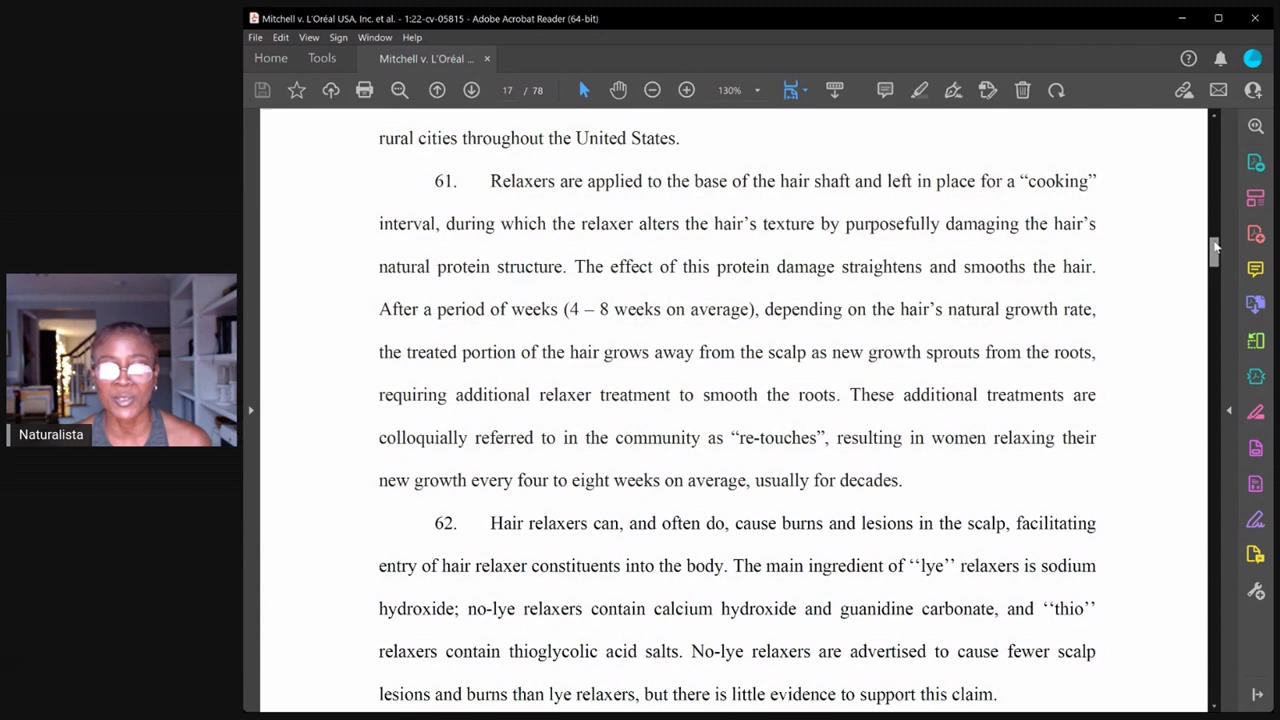 Mitchell v. L'Oréal USA, Inc. et al. - 1:22-cv-05815 - Adobe Acrobat Reader (64-bit)
File Edit View Sign Window Help
Home Tools Mitchell v. L'Oréal ... ×
17 / 78 130%
rural cities throughout the United States.
61. Relaxers are applied to the base of the hair shaft and left in place for a “cooking”
interval, during which the relaxer alters the hair’s texture by purposefully damaging the hair’s
natural protein structure. The effect of this protein damage straightens and smooths the hair.
After a period of weeks (4 – 8 weeks on average), depending on the hair’s natural growth rate,
the treated portion of the hair grows away from the scalp as new growth sprouts from the roots,
requiring additional relaxer treatment to smooth the roots. These additional treatments are
colloquially referred to in the community as “re-touches”, resulting in women relaxing their
new growth every four to eight weeks on average, usually for decades.
62. Hair relaxers can, and often do, cause burns and lesions in the scalp, facilitating
entry of hair relaxer constituents into the body. The main ingredient of ‘‘lye’’ relaxers is sodium
hydroxide; no-lye relaxers contain calcium hydroxide and guanidine carbonate, and ‘‘thio’’
relaxers contain thioglycolic acid salts. No-lye relaxers are advertised to cause fewer scalp
lesions and burns than lye relaxers, but there is little evidence to support this claim.
Naturalista